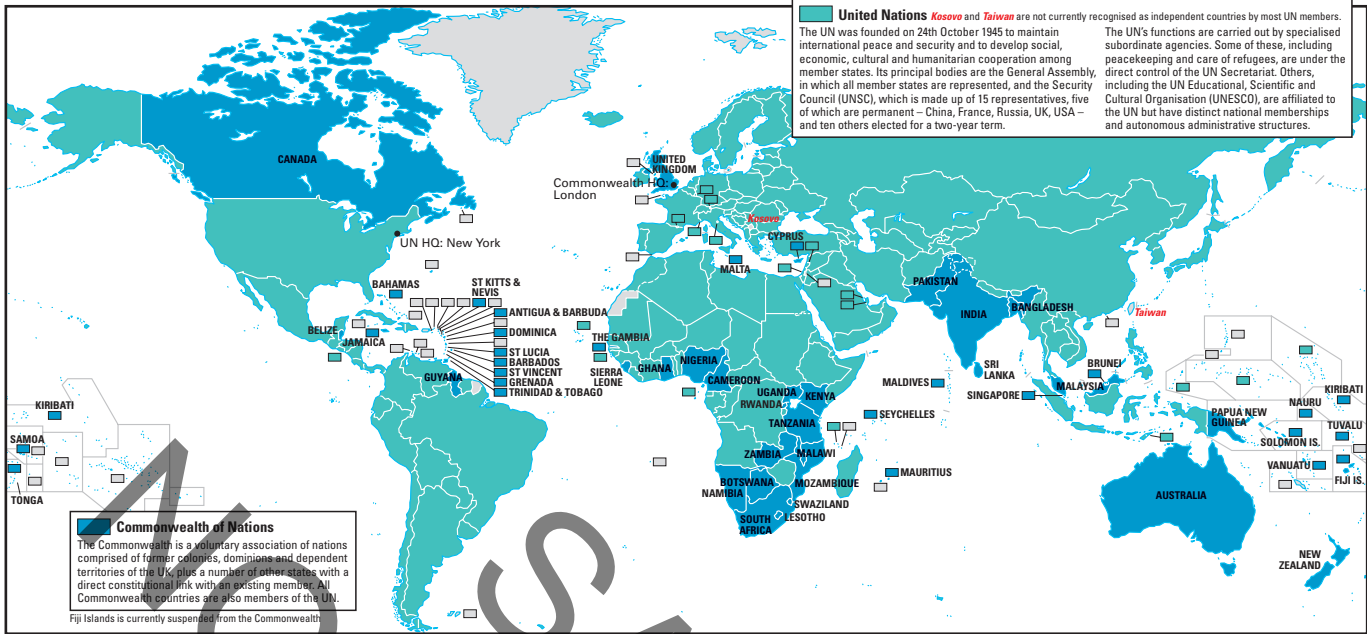 United Nations Kosovo and Taiwan are not currently recognised as independent countries by most UN members.
The UN was founded on 24th October 1945 to maintain
international peace and security and to develop social,
economic, cultural and humanitarian cooperation among
member states. Its principal bodies are the General Assembly,
in which all member states are represented, and the Security
Council (UNSC), which is made up of 15 representatives, five
of which are permanent – China, France, Russia, UK, USA –
and ten others elected for a two-year term.
The UN's functions are carried out by specialised
subordinate agencies. Some of these, including
peacekeeping and care of refugees, are under the
direct control of the UN Secretariat. Others,
including the UN Educational, Scientific and
Cultural Organisation (UNESCO), are affiliated to
the UN but have distinct national memberships
and autonomous administrative structures.
CANADA
UNITED
KINGDOM
Commonwealth HQ:
London
Kosovo
UN HQ: New York
CYPRUS
MALTA
BAHAMAS
ST KITTS &
NEVIS
ANTIGUA & BARBUDA
DOMINICA
ST LUCIA
BARBADOS
ST VINCENT
GRENADA
TRINIDAD & TOBAGO
BELIZE
JAMAICA
GUYANA
THE GAMBIA
SIERRA
LEONE
GHANA
NIGERIA
CAMEROON
UGANDA
KENYA
RWANDA
TANZANIA
ZAMBIA
MALAWI
BOTSWANA
NAMIBIA
MOZAMBIQUE
SWAZILAND
LESOTHO
SOUTH
AFRICA
SEYCHELLES
MAURITIUS
MALDIVES
PAKISTAN
INDIA
BANGLADESH
SRI
LANKA
SINGAPORE
BRUNEI
MALAYSIA
Taiwan
PAPUA NEW
GUINEA
KIRIBATI
NAURU
TUVALU
SOLOMON IS.
VANUATU
FIJI IS.
AUSTRALIA
NEW
ZEALAND
KIRIBATI
SAMOA
TONGA
Commonwealth of Nations
The Commonwealth is a voluntary association of nations
comprised of former colonies, dominions and dependent
territories of the UK, plus a number of other states with a
direct constitutional link with an existing member. All
Commonwealth countries are also members of the UN.
Fiji Islands is currently suspended from the Commonwealth